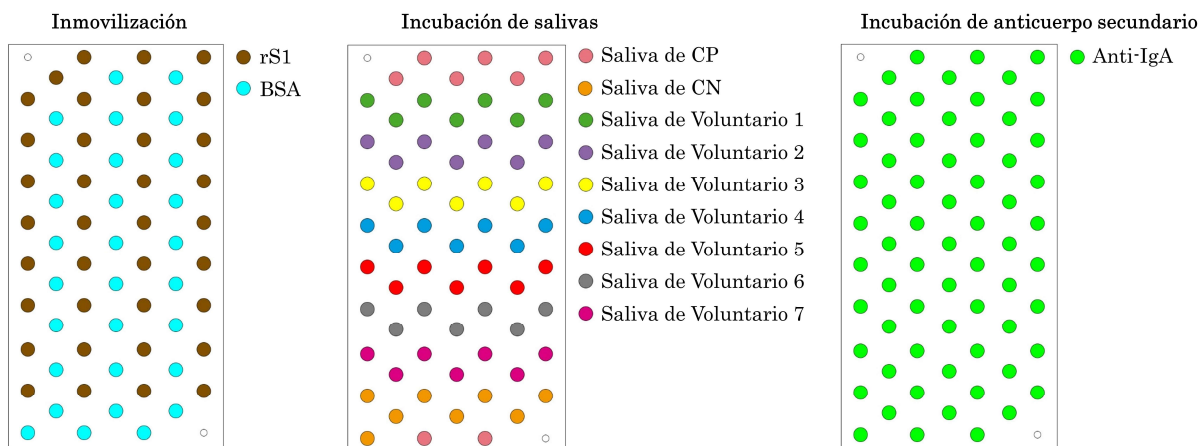 Inmovilización
rS1
BSA
Incubación de salivas
Saliva de CP
Saliva de CN
Saliva de Voluntario 1
Saliva de Voluntario 2
Saliva de Voluntario 3
Saliva de Voluntario 4
Saliva de Voluntario 5
Saliva de Voluntario 6
Saliva de Voluntario 7
Incubación de anticuerpo secundario
Anti-IgA